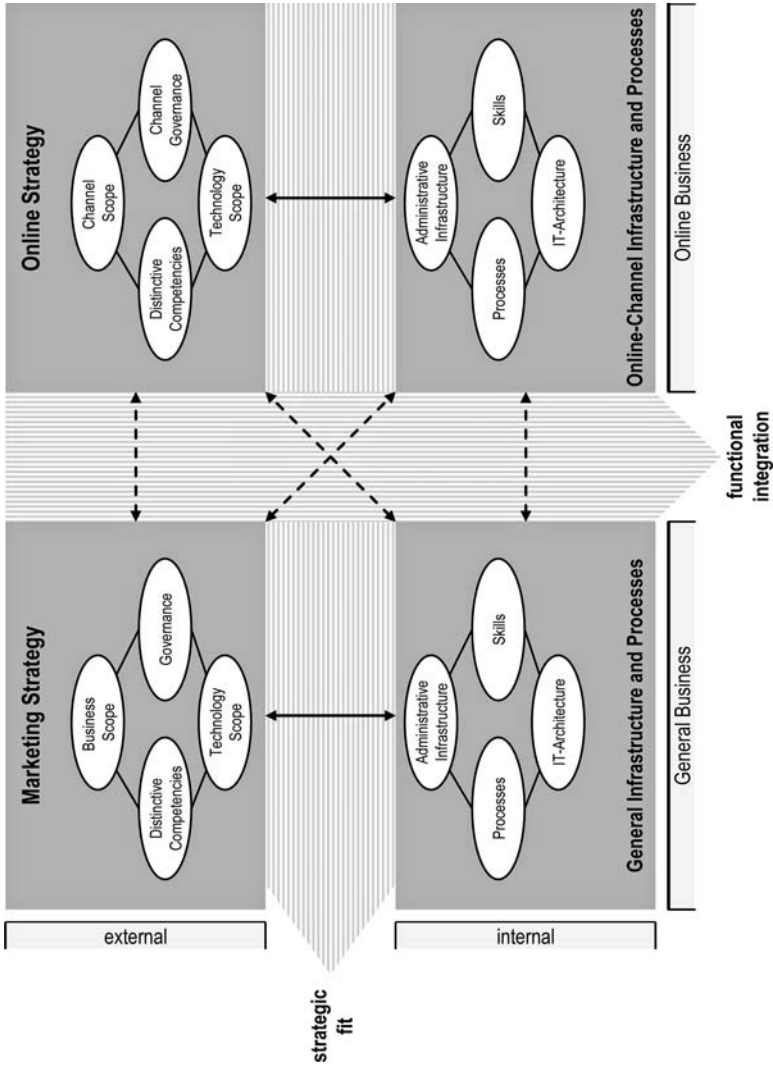 Marketing Strategy
Business
Scope
Distinctive
Competencies
Governance
Technology
Scope
Online Strategy
Channel
Scope
Distinctive
Competencies
Channel
Governance
Technology
Scope
external
strategic
fit
Administrative
Infrastructure
Processes
Skills
IT-Architecture
General Infrastructure and Processes
Administrative
Infrastructure
Processes
Skills
IT-Architecture
Online-Channel Infrastructure and Processes
internal
General Business
Online Business
functional
integration